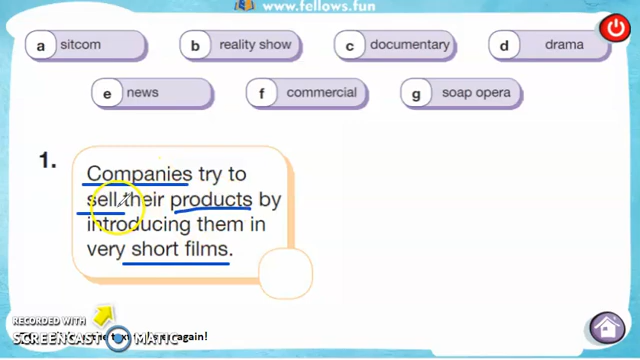 www.fellows.fun
a sitcom
b reality show
c documentary
d drama
e news
f commercial
g soap opera
1.
Companies try to
sell their products by
introducing them in
very short films.
RECORDED WITH
SCREENCAST MATIC
again!